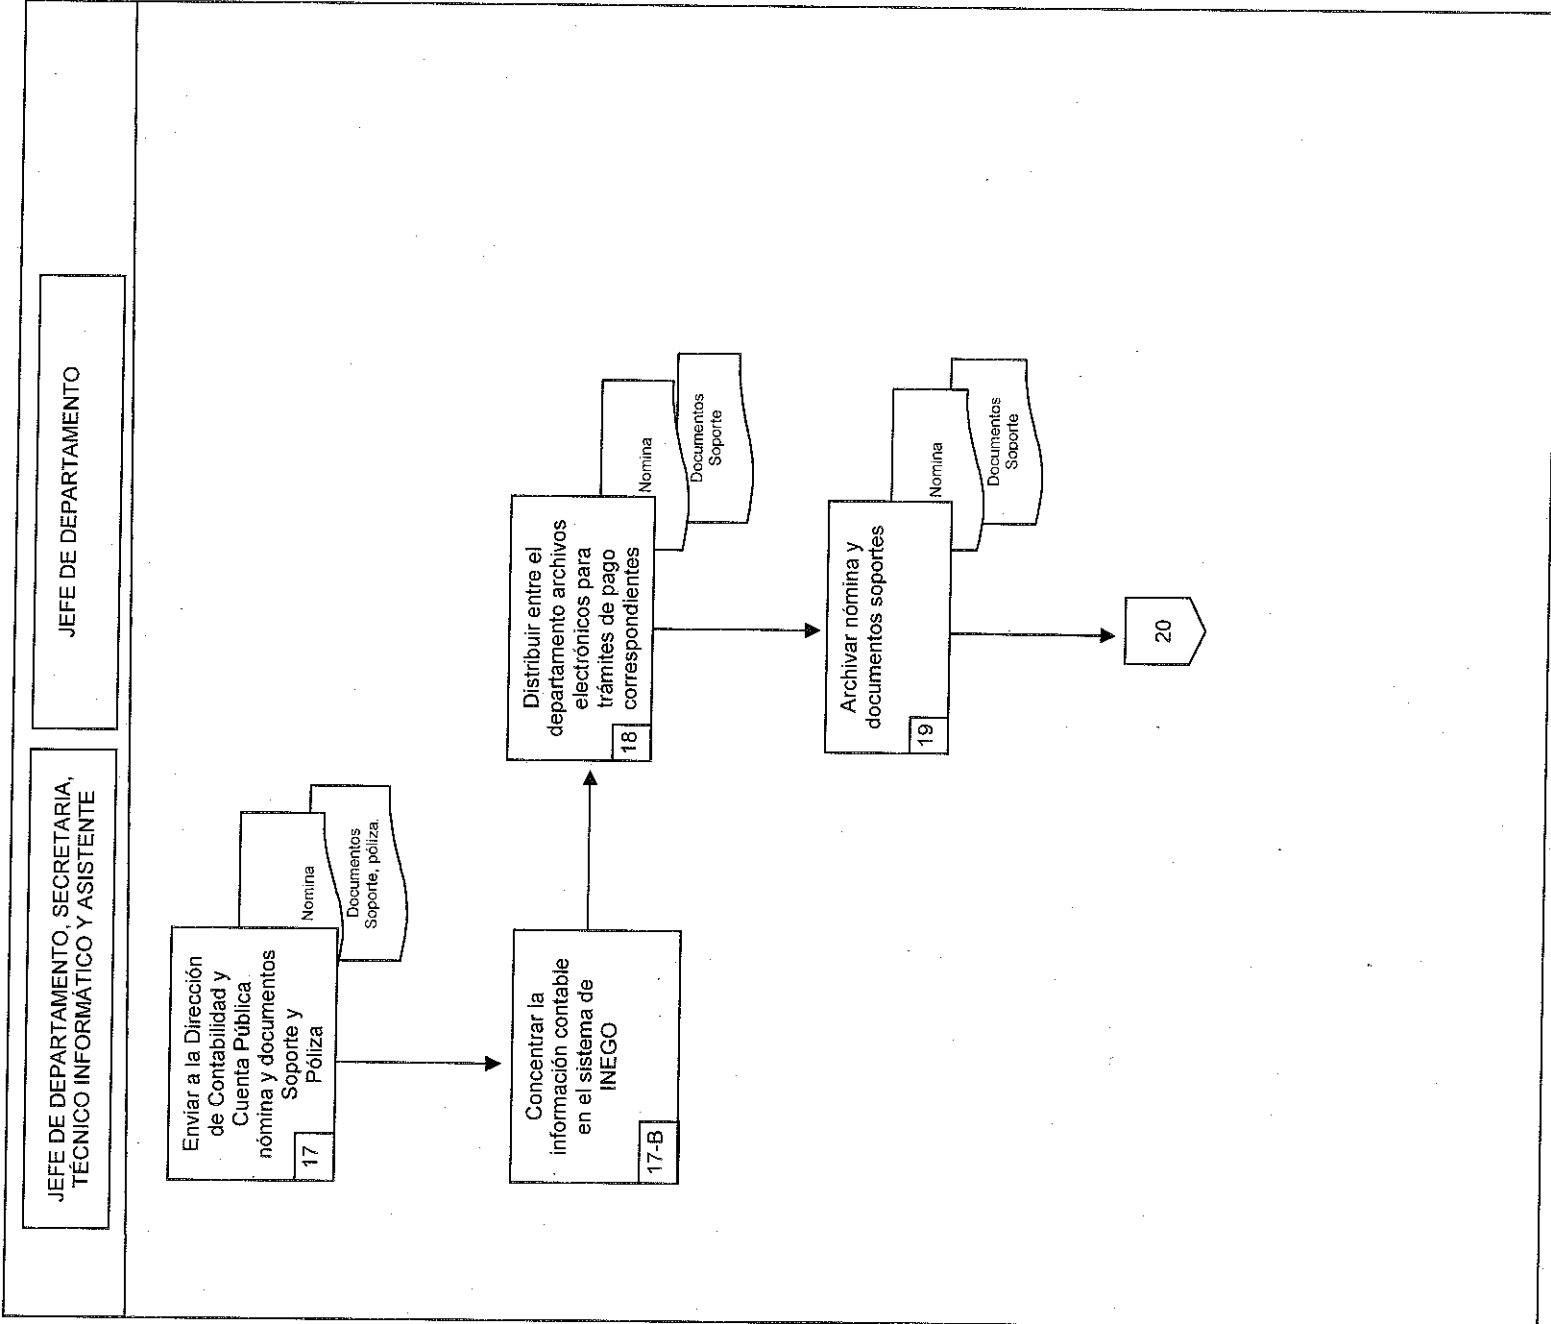 JEFE DE DEPARTAMENTO, SECRETARIA,
TÉCNICO INFORMÁTICO Y ASISTENTE
JEFE DE DEPARTAMENTO
Enviar a la Dirección
de Contabilidad y
Cuenta Pública
nómina y documentos
Soporte y
Póliza
17
Nomina
Documentos
Soporte, póliza.
Concentrar la
información contable
en el sistema de
INEGO
17-B
Distribuir entre el
departamento archivos
electrónicos para
trámites de pago
correspondientes
18
Nomina
Documentos
Soporte
Archivar nómina y
documentos soportes
19
Nomina
Documentos
Soporte
20